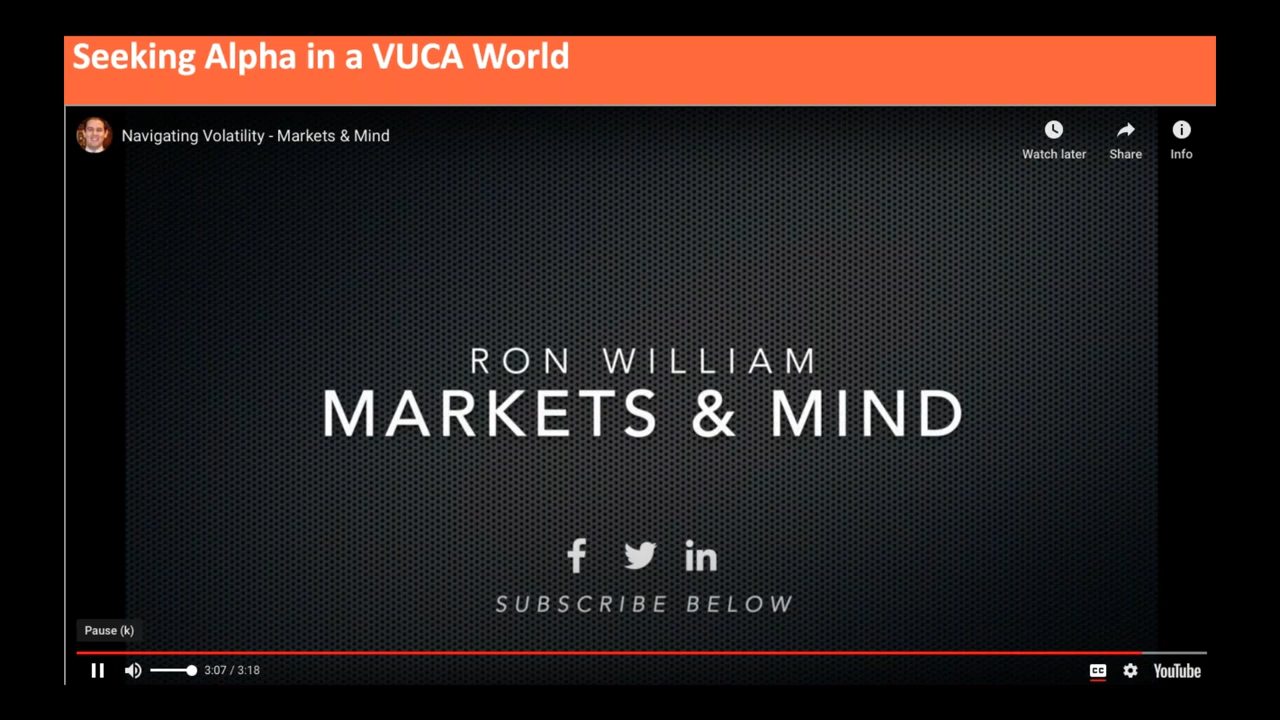 Seeking Alpha in a VUCA World
Navigating Volatility - Markets & Mind
Watch later
Share
Info
RON WILLIAM
MARKETS & MIND
SUBSCRIBE BELOW
Pause (k)
3:07 / 3:18
CC
YouTube